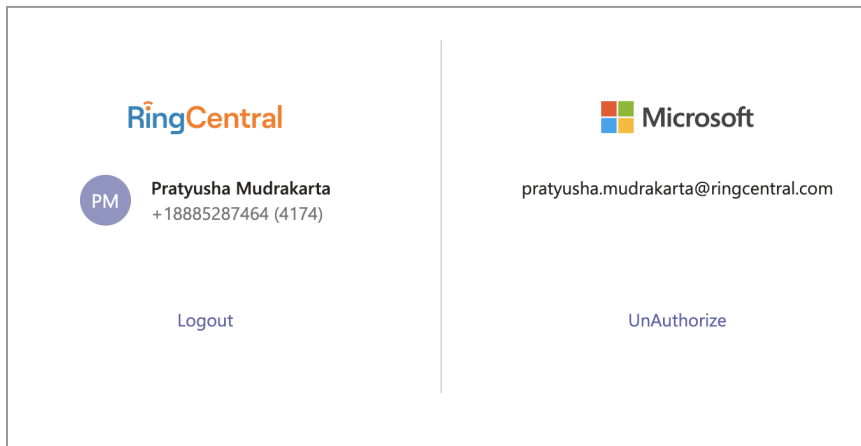 RingCentral
PM
Pratyusha Mudrakarta
+18885287464 (4174)
Logout
Microsoft
pratyusha.mudrakarta@ringcentral.com
UnAuthorize